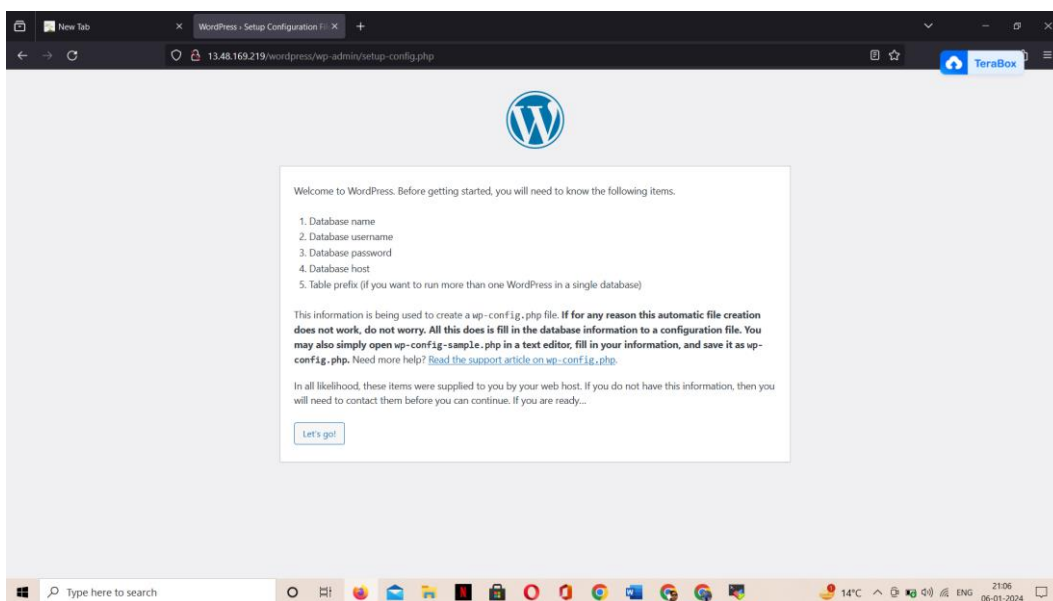 New Tab
WordPress › Setup Configuration Fil
13.48.169.219/wordpress/wp-admin/setup-config.php
TeraBox
Welcome to WordPress. Before getting started, you will need to know the following items.
1. Database name
2. Database username
3. Database password
4. Database host
5. Table prefix (if you want to run more than one WordPress in a single database)
This information is being used to create a wp-config.php file. If for any reason this automatic file creation
does not work, do not worry. All this does is fill in the database information to a configuration file. You
may also simply open wp-config-sample.php in a text editor, fill in your information, and save it as wp-
config.php. Need more help? Read the support article on wp-config.php.
In all likelihood, these items were supplied to you by your web host. If you do not have this information, then you
will need to contact them before you can continue. If you are ready...
Let's go!
Type here to search
14°C
ENG
21:06
06-01-2024